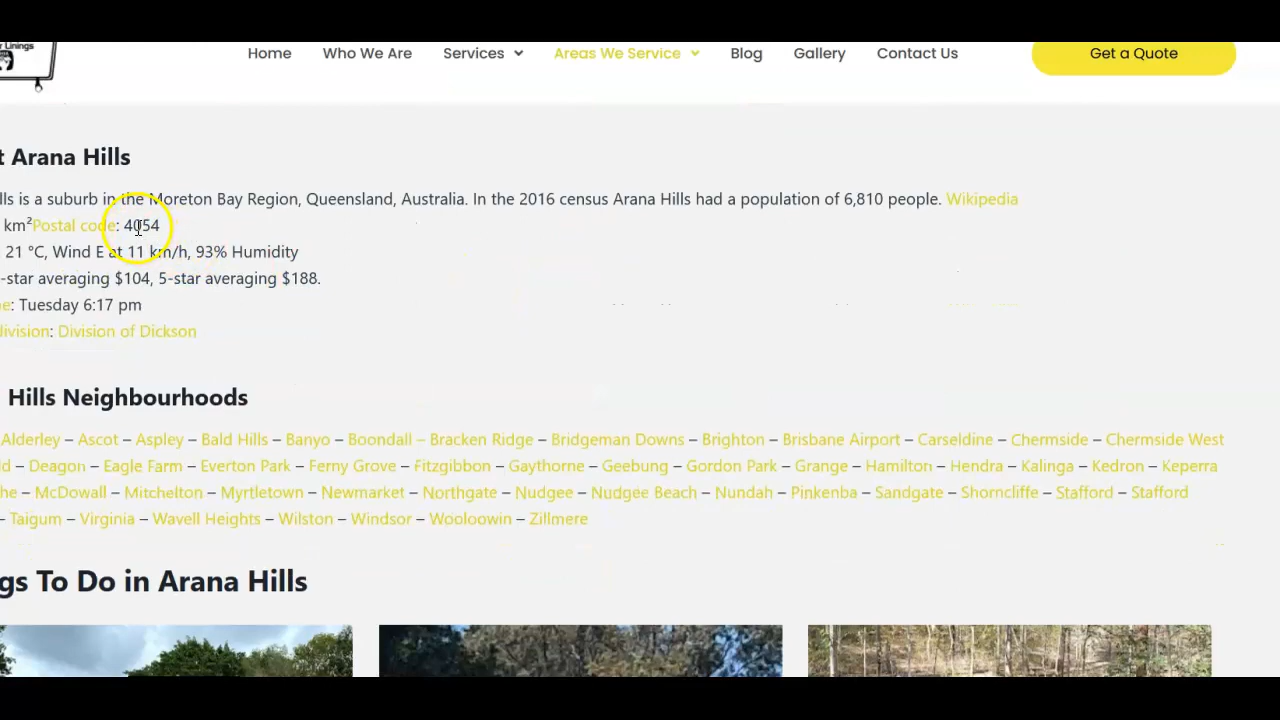 r Linings
Home Who We Are Services Areas We Service Blog Gallery Contact Us Get a Quote
t Arana Hills
lls is a suburb in the Moreton Bay Region, Queensland, Australia. In the 2016 census Arana Hills had a population of 6,810 people. Wikipedia
km²Postal code: 4054
21 °C, Wind E at 11 km/h, 93% Humidity
-star averaging $104, 5-star averaging $188.
e: Tuesday 6:17 pm
ivision: Division of Dickson
Hills Neighbourhoods
Alderley – Ascot – Aspley – Bald Hills – Banyo – Boondall – Bracken Ridge – Bridgeman Downs – Brighton – Brisbane Airport – Carseldine – Chermside – Chermside West
ld – Deagon – Eagle Farm – Everton Park – Ferny Grove – Fitzgibbon – Gaythorne – Geebung – Gordon Park – Grange – Hamilton – Hendra – Kalinga – Kedron – Keperra
he – McDowall – Mitchelton – Myrtletown – Newmarket – Northgate – Nudgee – Nudgee Beach – Nundah – Pinkenba – Sandgate – Shorncliffe – Stafford – Stafford
– Taigum – Virginia – Wavell Heights – Wilston – Windsor – Wooloowin – Zillmere
gs To Do in Arana Hills